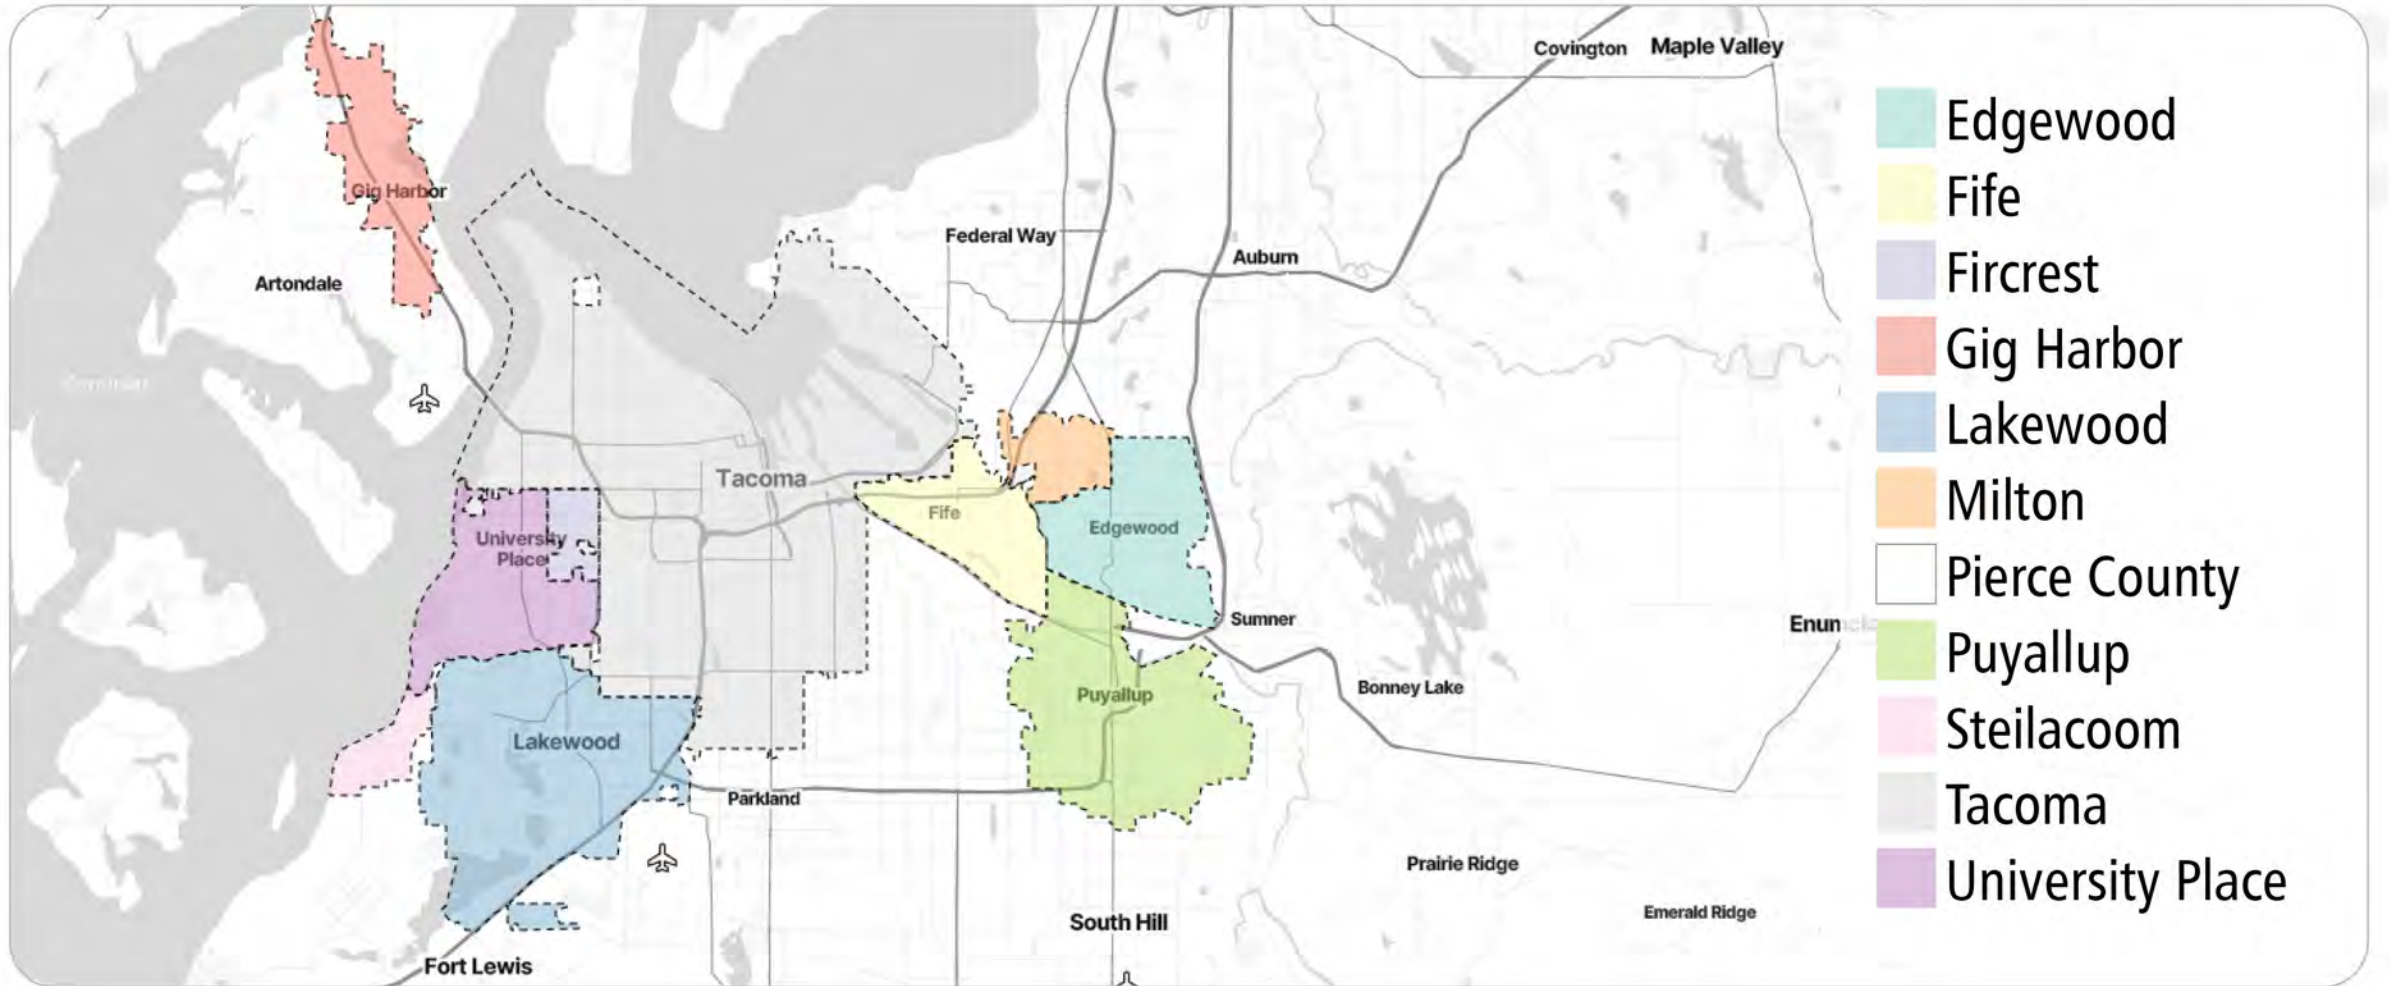 Covington
Maple Valley
Gig Harbor
Federal Way
Auburn
Artondale
Tacoma
Fife
Edgewood
University
Place
Sumner
Bonney Lake
Puyallup
Lakewood
Parkland
Prairie Ridge
Emerald Ridge
South Hill
Fort Lewis
Edgewood
Fife
Fircrest
Gig Harbor
Lakewood
Milton
Pierce County
Puyallup
Steilacoom
Tacoma
University Place